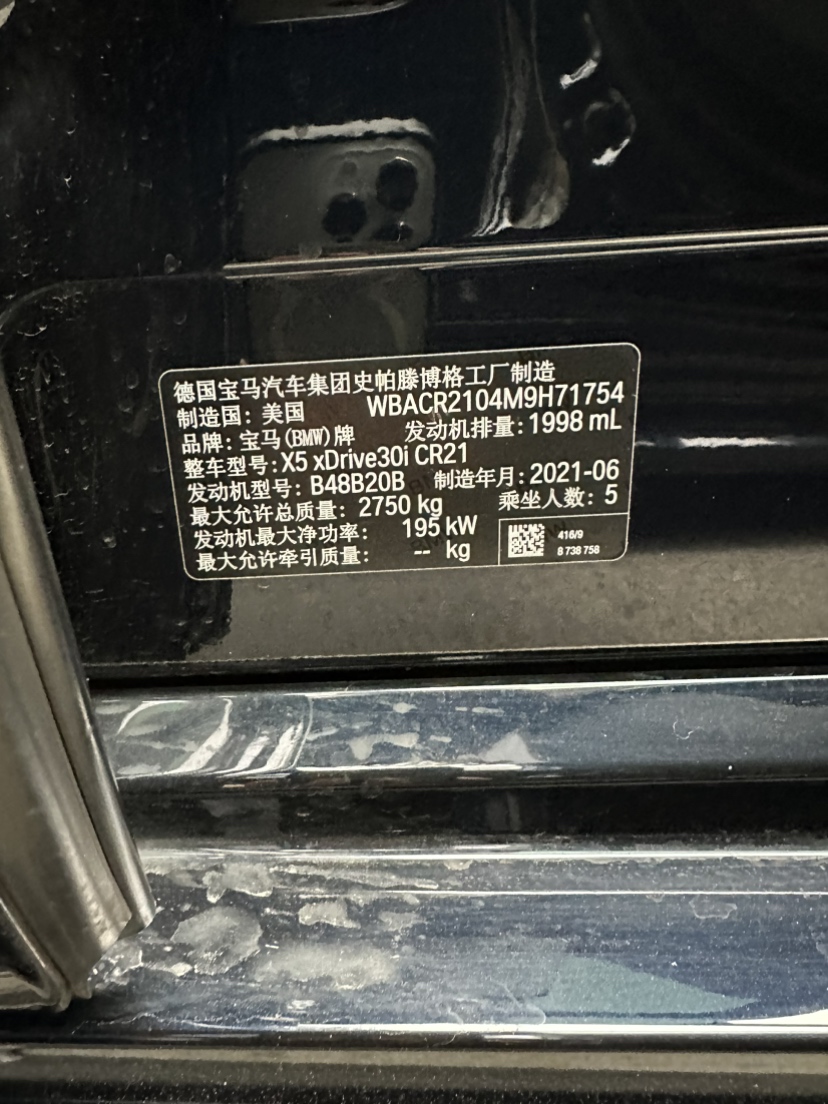 德国宝马汽车集团史帕滕博格工厂制造
制造国: 美国 WBACR2104M9H71754
品牌: 宝马(BMW)牌 发动机排量: 1998 mL
整车型号: X5 xDrive30i CR21
发动机型号: B48B20B 制造年月: 2021-06
最大允许总质量: 2750 kg 乘坐人数: 5
发动机最大净功率: 195 kW
最大允许牵引质量: -- kg
416/9
8 738 758